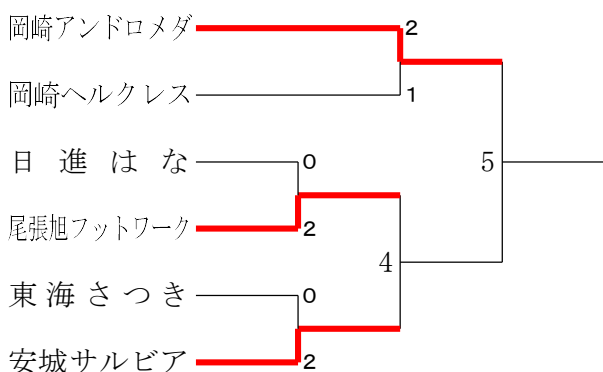 岡崎アンドロメダ
2
岡崎ヘルクレス
1
日進はな
0
5
尾張旭フットワーク
2
4
東海さつき
0
安城サルビア
2